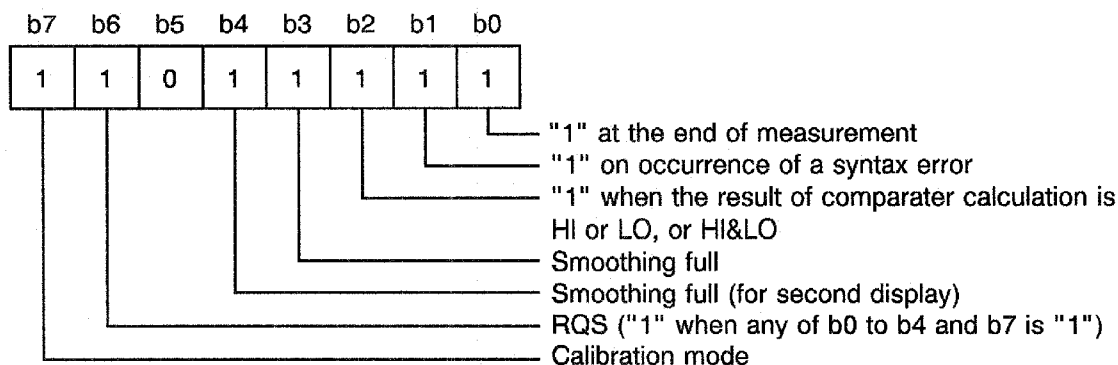 b7 b6 b5 b4 b3 b2 b1 b0
1 1 0 1 1 1 1 1
"1" at the end of measurement
"1" on occurrence of a syntax error
"1" when the result of comparater calculation is
HI or LO, or HI&LO
Smoothing full
Smoothing full (for second display)
RQS ("1" when any of b0 to b4 and b7 is "1")
Calibration mode